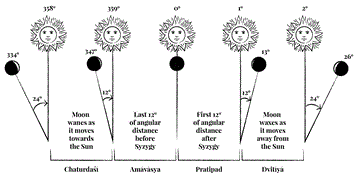 358° 359° 0° 1° 2°
334° 347° 13° 26°
24° 12° 12° 24°
Moon
wanes as
it moves
towards
the Sun
Last 12°
of angular
distance
before
Syzygy
First 12°
of angular
distance
after
Syzygy
Moon
waxes as it
moves
away from
the Sun
Chaturdaśī Amāvāsya Pratipad Dvitīyā